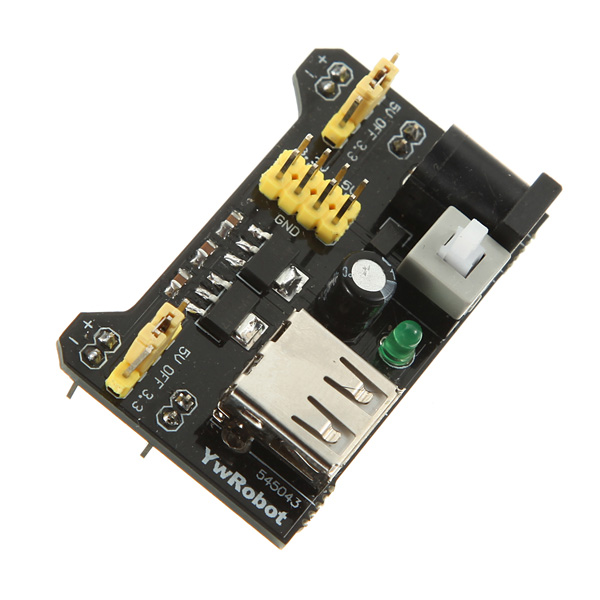 +
-
5V OFF 3.3
GND
+
-
5V OFF 3.3
545043
YwRobot